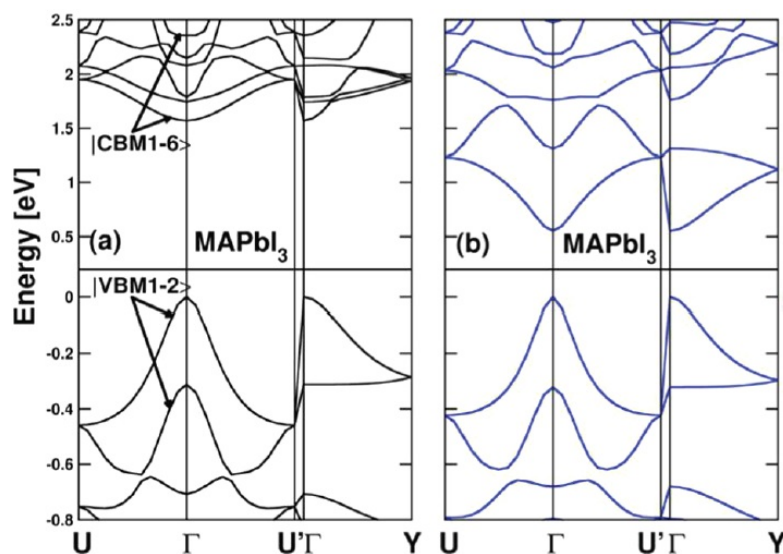 2.5
2
|CBM1-6>
1.5
1
(a)
(b)
0.5
MAPbI3
MAPbI3
Energy [eV]
|VBM1-2>
0
-0.2
-0.4
-0.6
-0.8
U Γ U' Γ Y
U Γ U' Γ Y